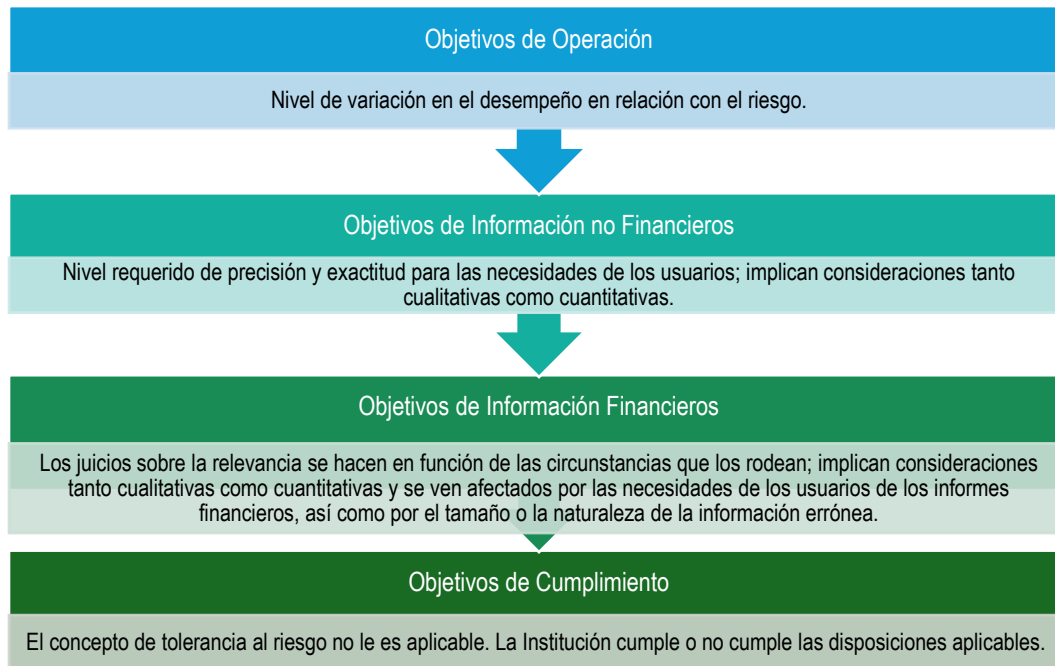 Objetivos de Operación
Nivel de variación en el desempeño en relación con el riesgo.
Objetivos de Información no Financieros
Nivel requerido de precisión y exactitud para las necesidades de los usuarios; implican consideraciones tanto
cualitativas como cuantitativas.
Objetivos de Información Financieros
Los juicios sobre la relevancia se hacen en función de las circunstancias que los rodean; implican consideraciones
tanto cualitativas como cuantitativas y se ven afectados por las necesidades de los usuarios de los informes
financieros, así como por el tamaño o la naturaleza de la información errónea.
Objetivos de Cumplimiento
El concepto de tolerancia al riesgo no le es aplicable. La Institución cumple o no cumple las disposiciones aplicables.